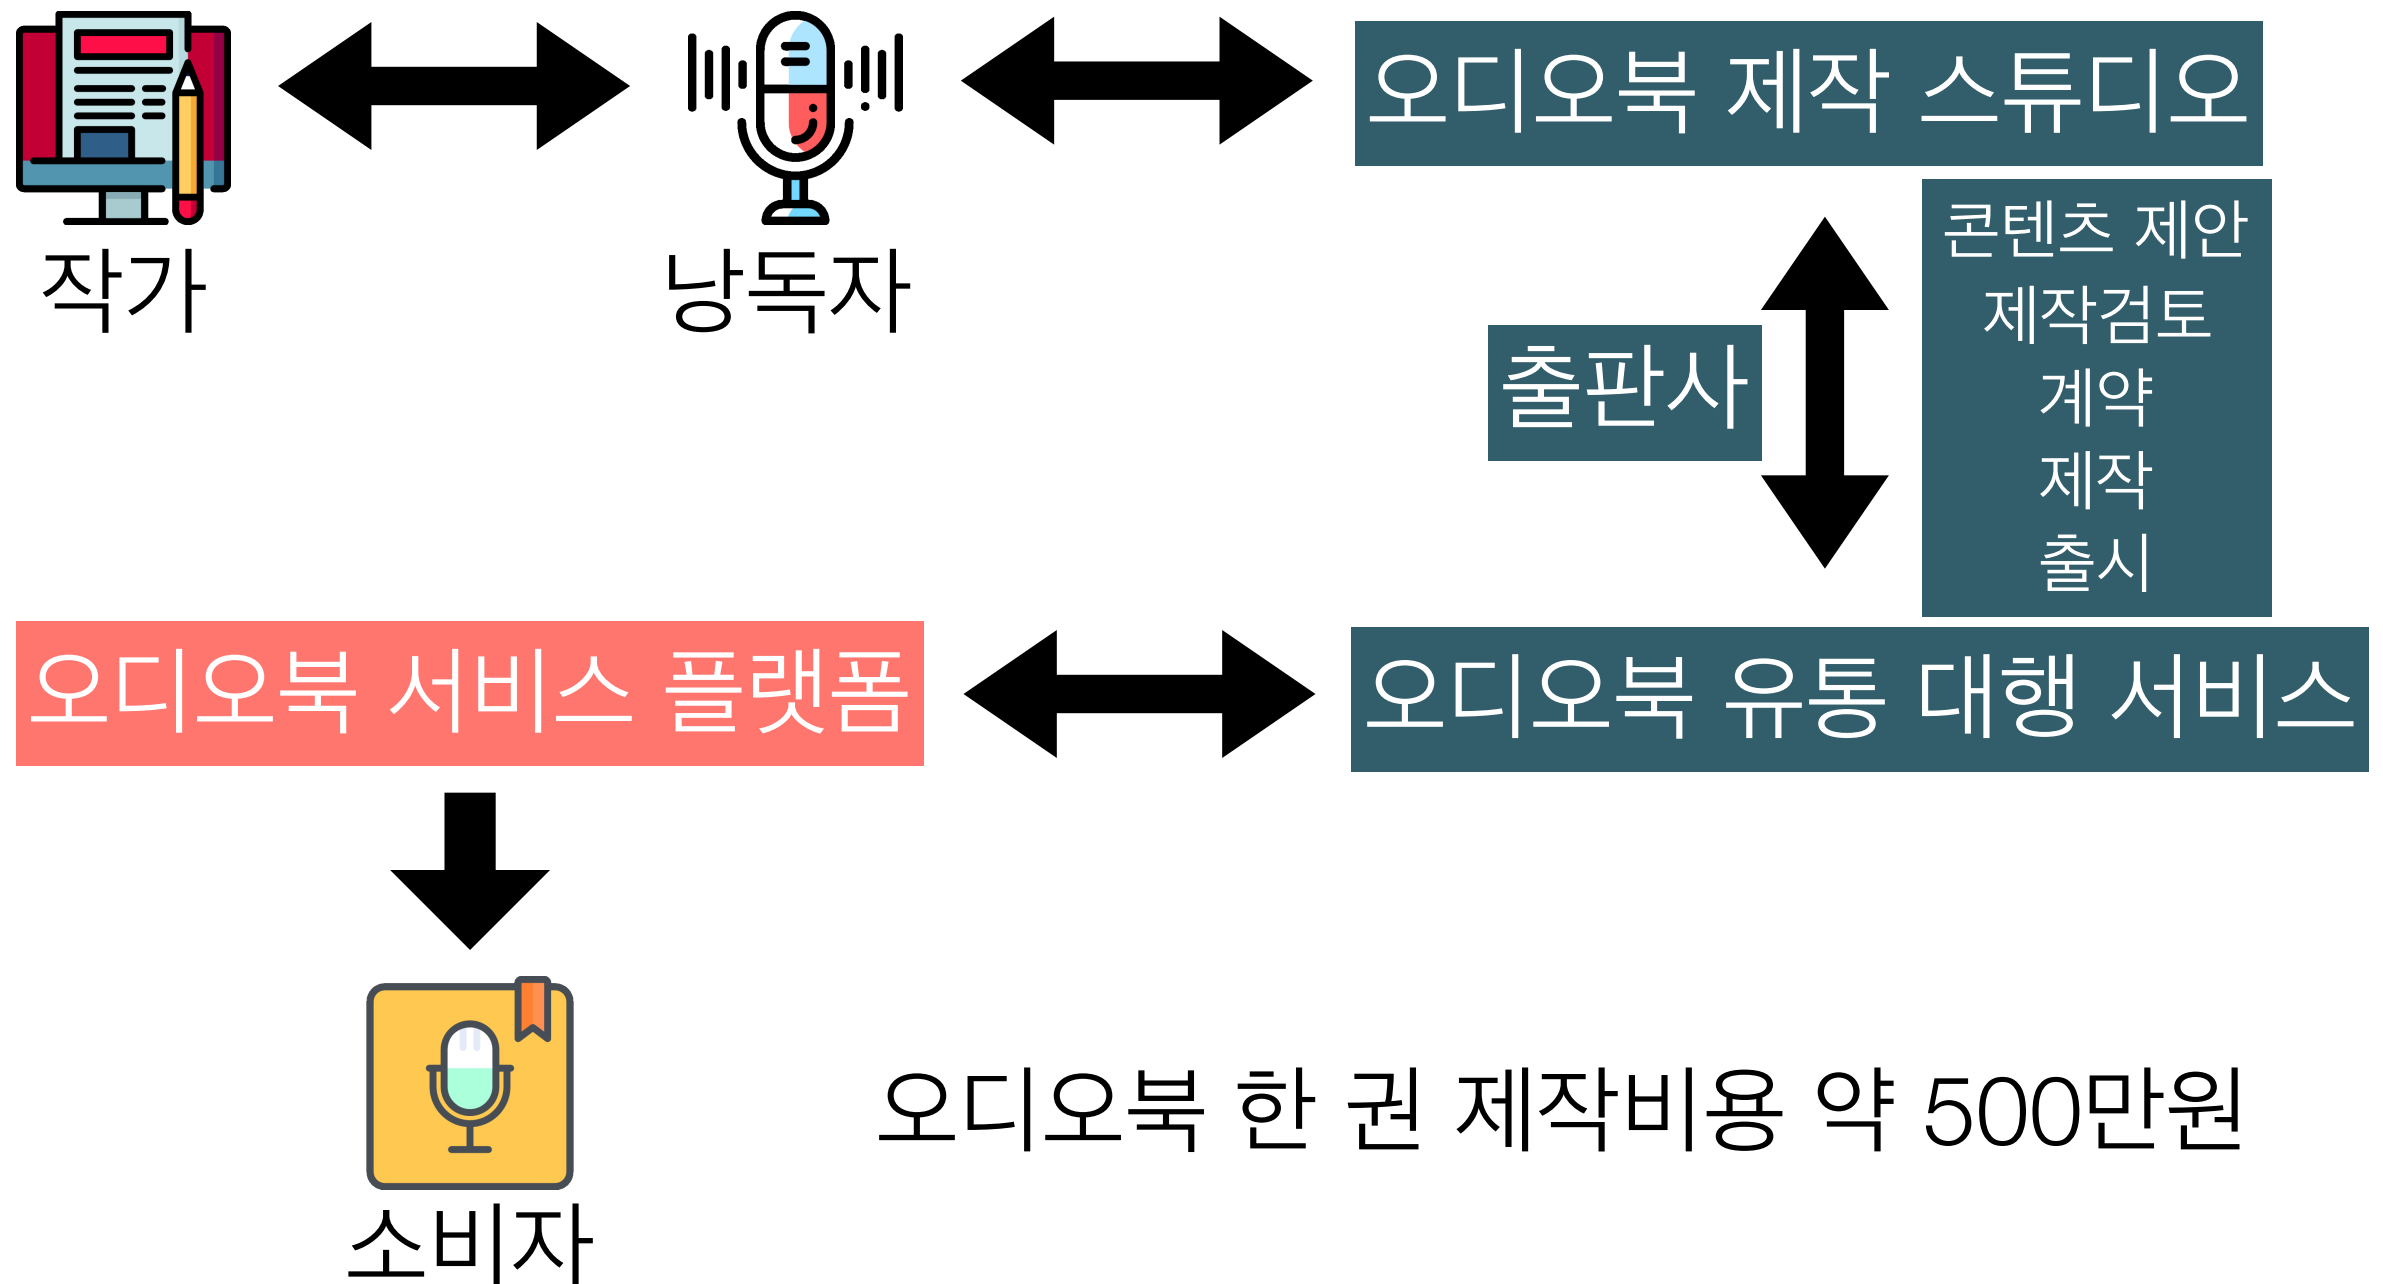 오디오북 제작 스튜디오
작가
낭독자
출판사
콘텐츠 제안
제작검토
계약
제작
출시
오디오북 서비스 플랫폼
오디오북 유통 대행 서비스
오디오북 한 권 제작비용 약 500만원
소비자